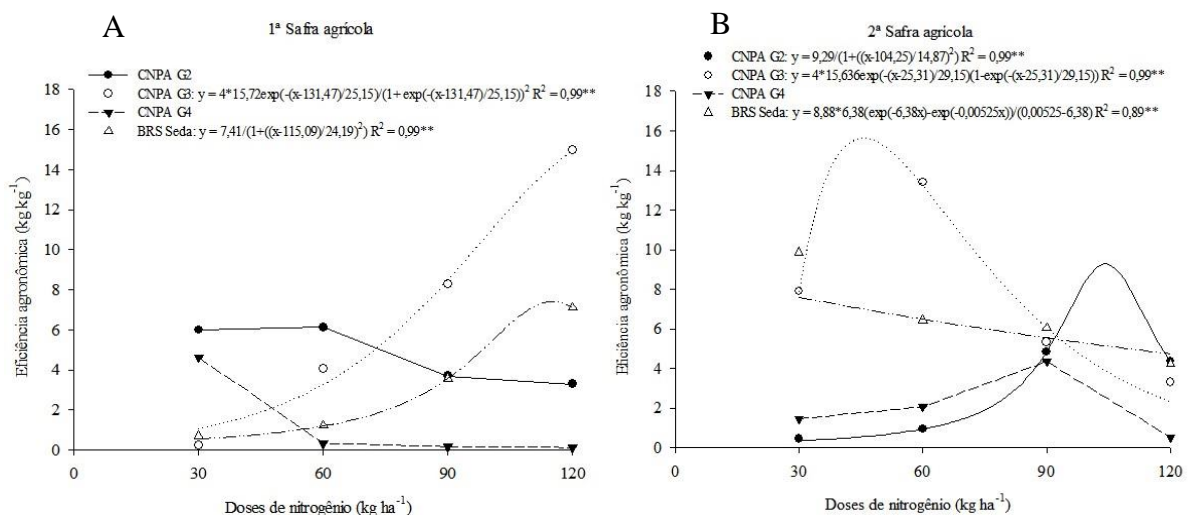 A
1ª Safra agrícola
CNPA G2
CNPA G3: y = 4*15,72exp(-(x-131,47/25,15)/(1+ exp(-(x-131,47)/25,15))² R² = 0,99**
CNPA G4
BRS Seda: y = 7,41/(1+((x-115,09)/24,19)²) R² = 0,99**
Eficiência agronômica (kg kg⁻¹)
18
16
14
12
10
8
6
4
2
0
0 30 60 90 120
Doses de nitrogênio (kg ha⁻¹)
B
2ª Safra agricola
CNPA G2: y = 9,29/(1+((x-104,25)/14,87)²) R² = 0,99**
CNPA G3: y = 4*15,636exp(-(x-25,31)/29,15)(1-exp(-(x-25,31)/29,15)) R² = 0,99**
CNPA G4
BRS Seda: y = 8,88*6,38(exp(-6,38x)-exp(-0,00525x))/(0,00525-6,38) R² = 0,89**
Eficiência agronômica (kg kg⁻¹)
18
16
14
12
10
8
6
4
2
0
0 30 60 90 120
Doses de nitrogênio (kg ha⁻¹)